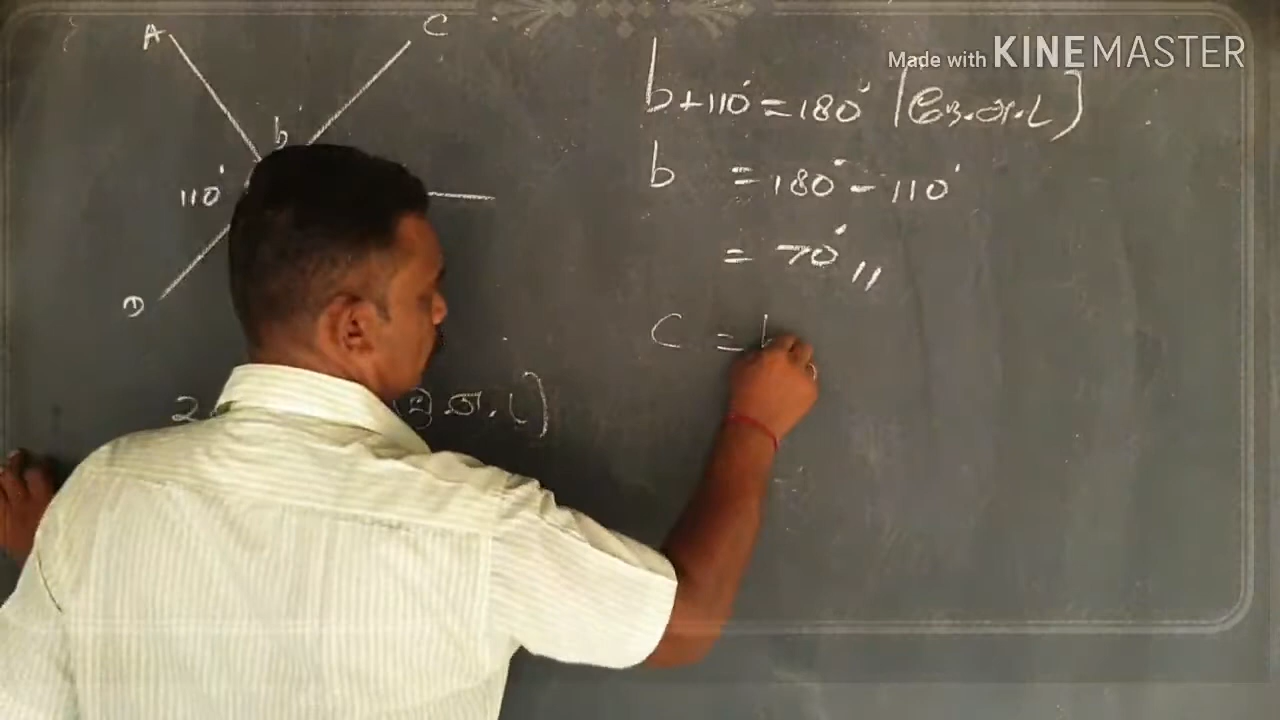 Made with KINEMASTER
A
C
b
b + 110° = 180° (நே.கோ.
b = 180° - 110°
110°
= 70° ,,
D
C = b